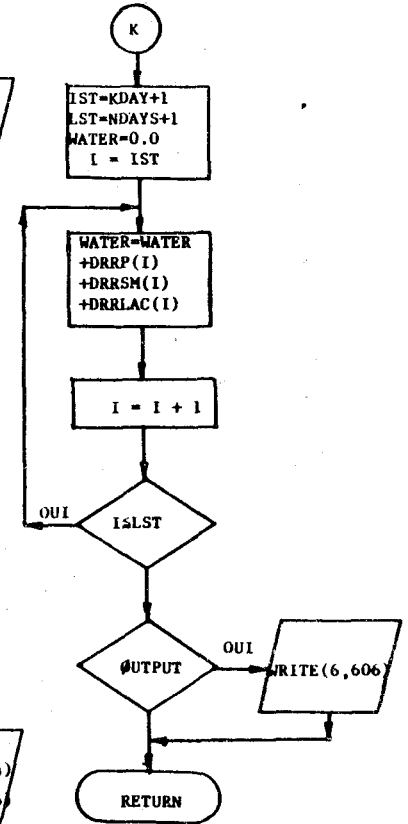 K
IST=KDAY+1
LST=NDAYS+1
WATER=0.0
I = IST
WATER=WATER
+DRRP(I)
+DRRSM(I)
+DRRLAC(I)
I = I + 1
OUI
I≤LST
ØUTPUT
OUI
WRITE(6,606)
RETURN